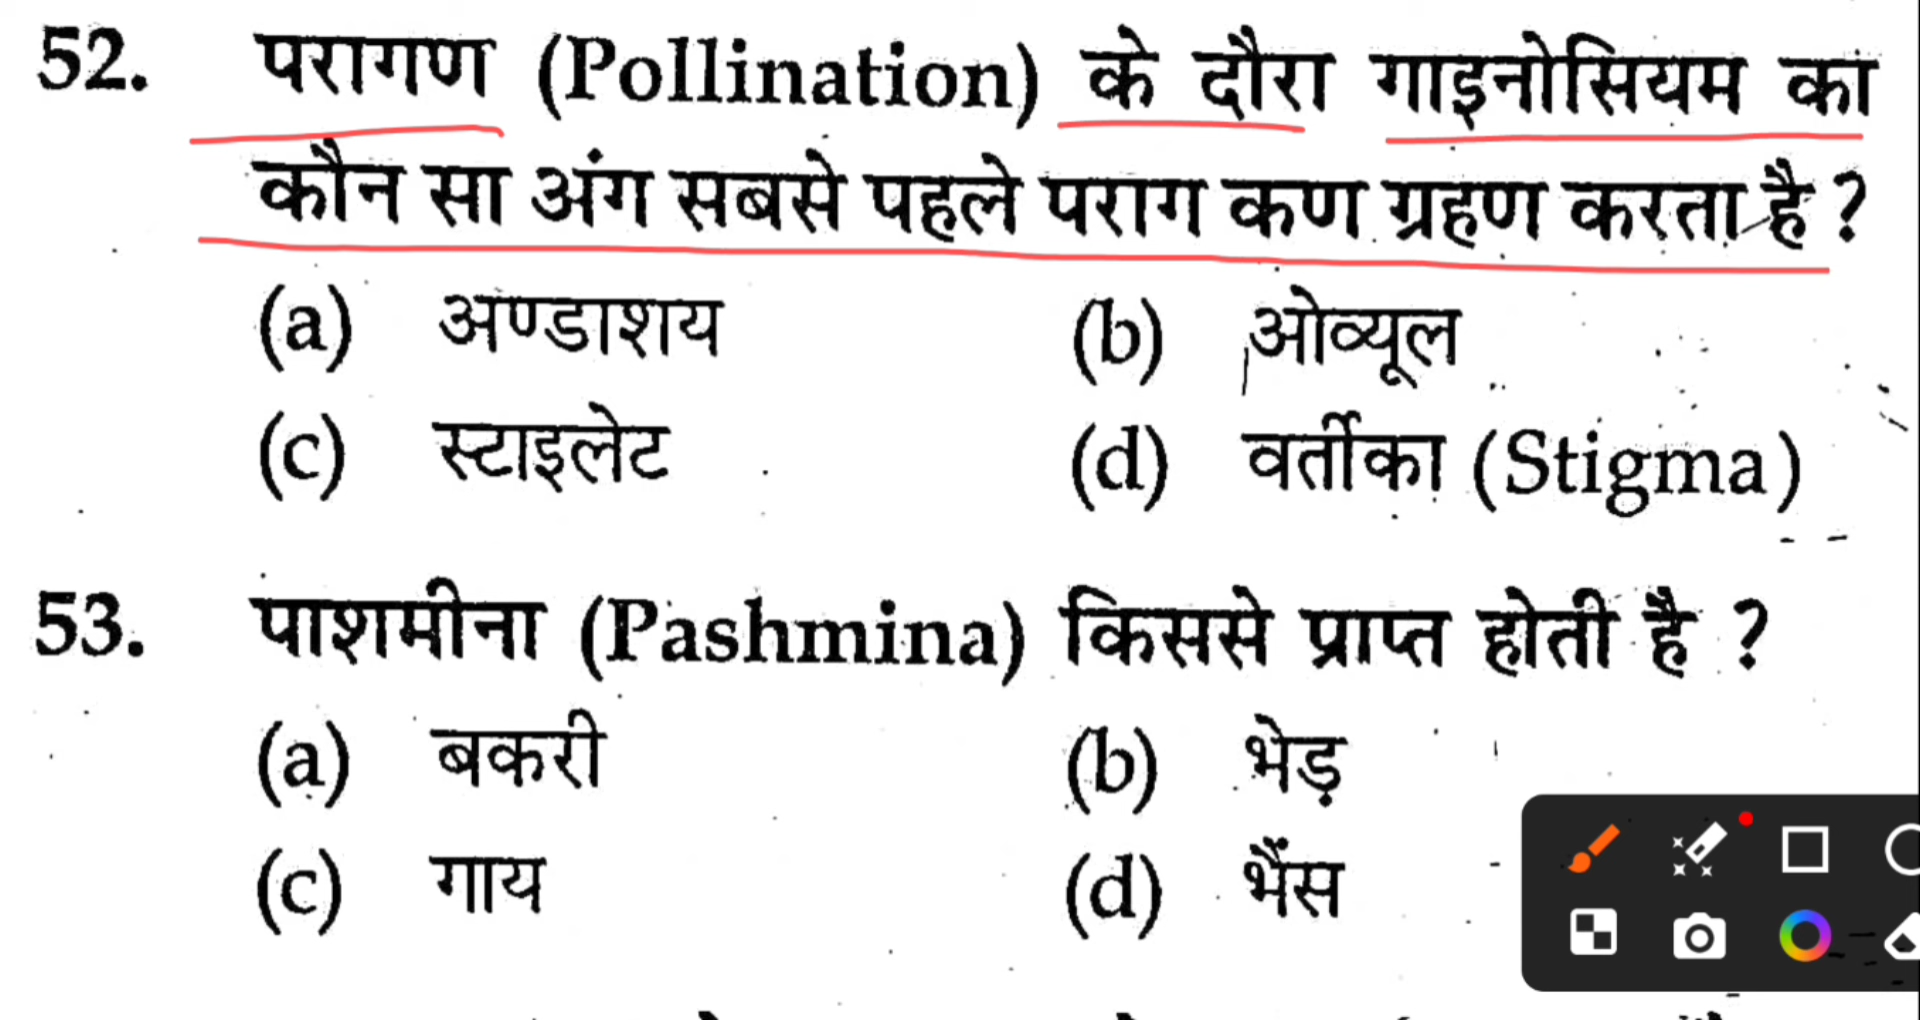 52. परागण (Pollination) के दौरा गाइनोसियम का
कौन सा अंग सबसे पहले पराग कण ग्रहण करता है ?
(a) अण्डाशय (b) ओव्यूल
(c) स्टाइलेट (d) वर्तीका (Stigma)
53. पाशमीना (Pashmina) किससे प्राप्त होती है ?
(a) बकरी (b) भेड़
(c) गाय (d) भैंस